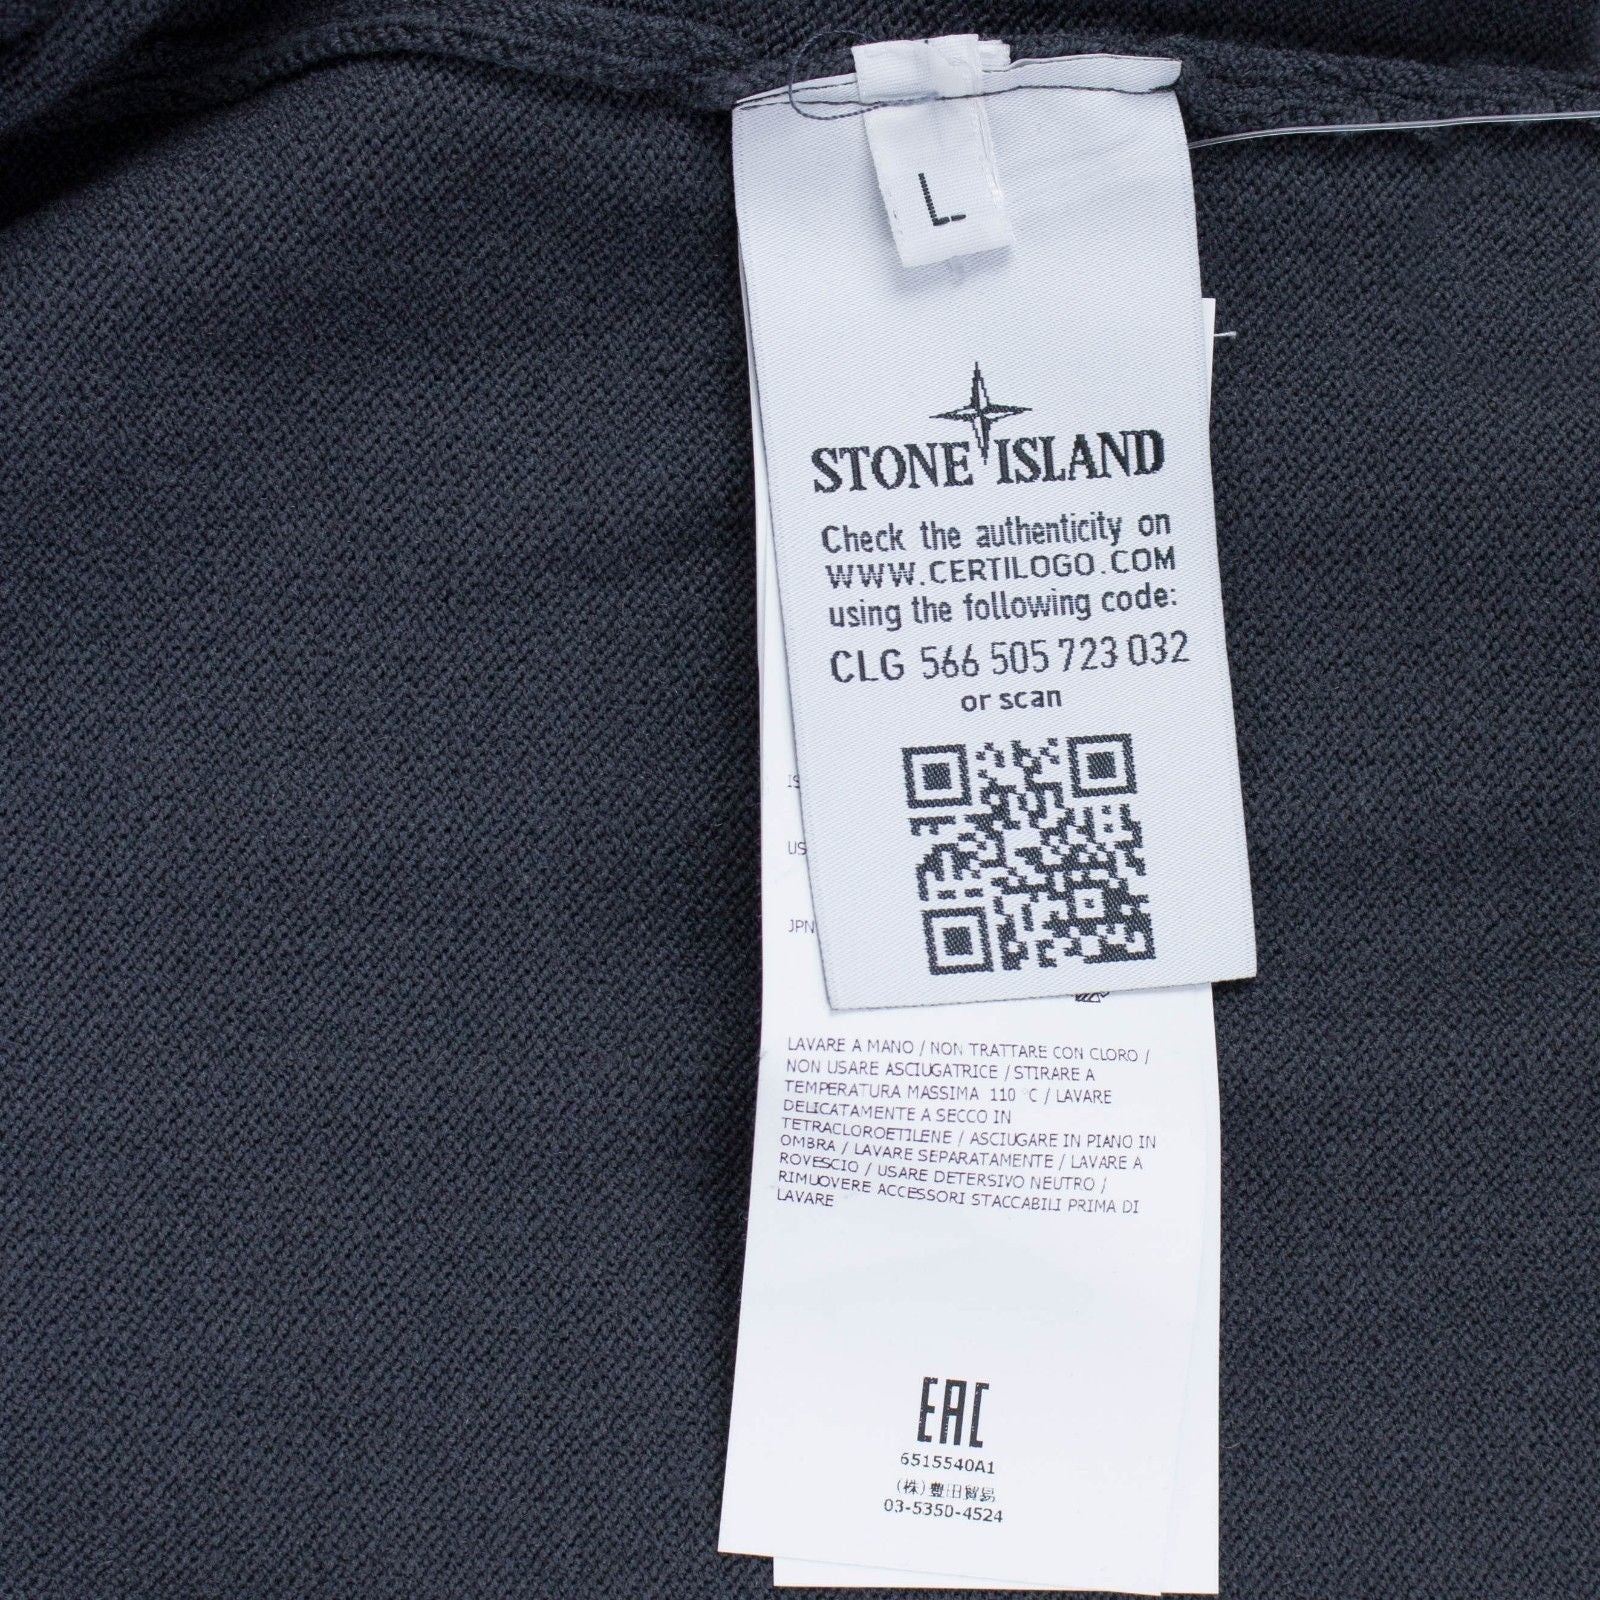 L
STONE ISLAND
Check the authenticity on
WWW.CERTILOGO.COM
using the following code:
CLG 566 505 723 032
or scan
IS
US
JPN
LAVARE A MANO / NON TRATTARE CON CLORO /
NON USARE ASCIUGATRICE / STIRARE A
TEMPERATURA MASSIMA 110 °C / LAVARE
DELICATAMENTE A SECCO IN
TETRACLOROETILENE / ASCIUGARE IN PIANO IN
OMBRA / LAVARE SEPARATAMENTE / LAVARE A
ROVESCIO / USARE DETERSIVO NEUTRO /
RIMUOVERE ACCESSORI STACCABILI PRIMA DI
LAVARE
EAC
6515540A1
(株)豊田貿易
03-5350-4524